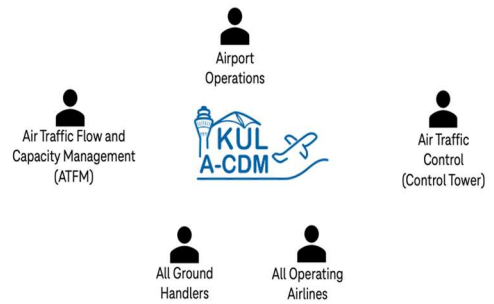 Airport
Operations
Air Traffic Flow and
Capacity Management
(ATFM)
KUL
A-CDM
Air Traffic
Control
(Control Tower)
All Ground
Handlers
All Operating
Airlines